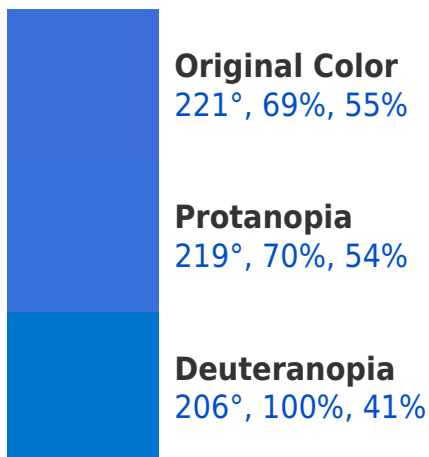 Original Color
221°, 69%, 55%
Protanopia
219°, 70%, 54%
Deuteranopia
206°, 100%, 41%